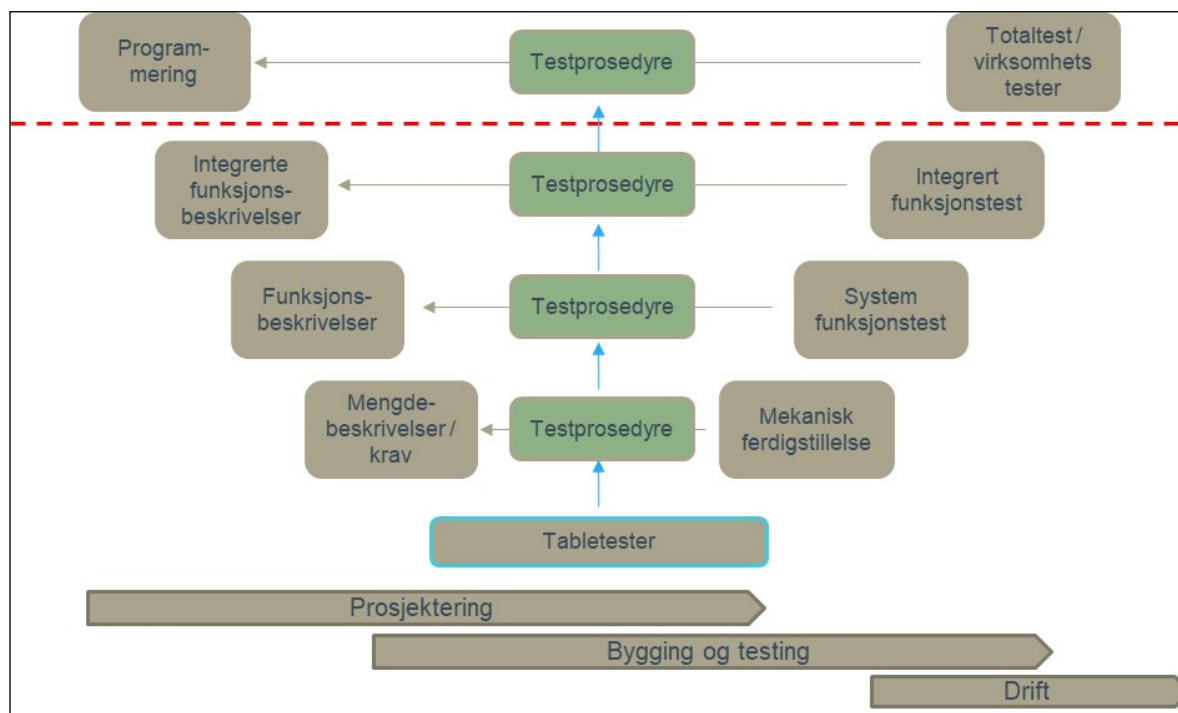 Program-
mering
Testprosedyre
Totaltest /
virksomhets
tester
Integrerte
funksjons-
beskrivelser
Testprosedyre
Integrert
funksjonstest
Funksjons-
beskrivelser
Testprosedyre
System
funksjonstest
Mengde-
beskrivelser /
krav
Testprosedyre
Mekanisk
ferdigstillelse
Tabletester
Prosjektering
Bygging og testing
Drift